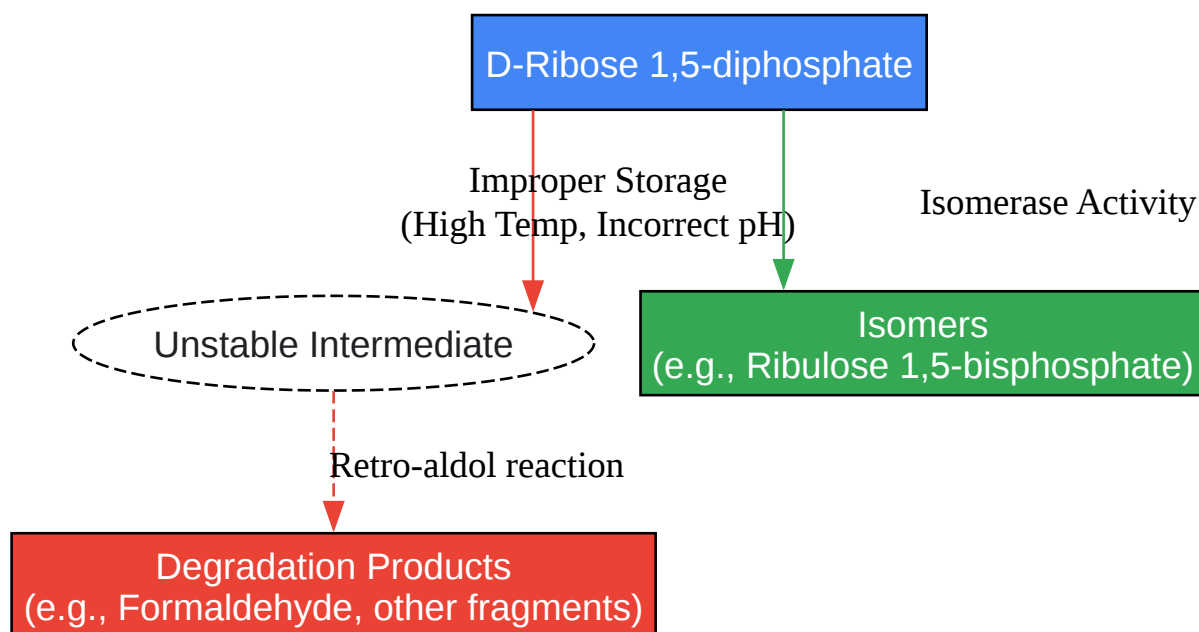 D-Ribose 1,5-diphosphate
Improper Storage
(High Temp, Incorrect pH)
Isomerase Activity
Unstable Intermediate
Isomers
(e.g., Ribulose 1,5-bisphosphate)
Retro-aldol reaction
Degradation Products
(e.g., Formaldehyde, other fragments)